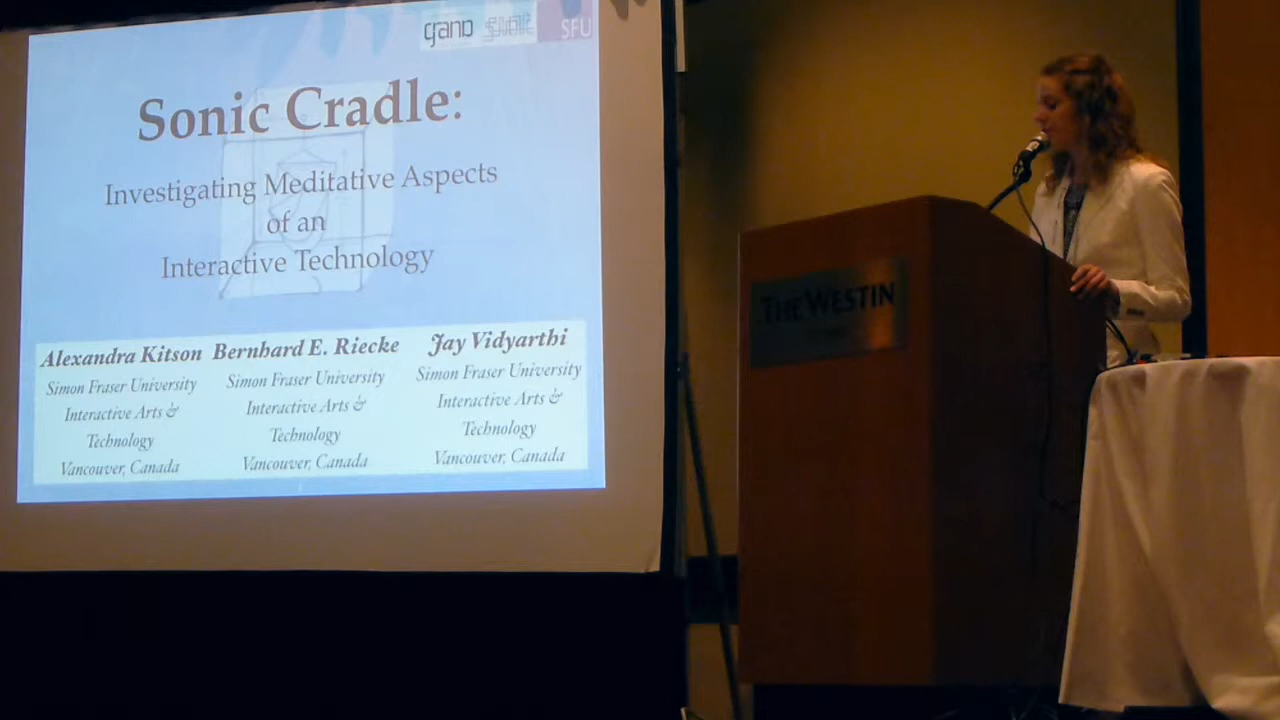 grand
SFU
Sonic Cradle:
Investigating Meditative Aspects
of an
Interactive Technology
Alexandra Kitson
Simon Fraser University
Interactive Arts &
Technology
Vancouver, Canada
Bernhard E. Riecke
Simon Fraser University
Interactive Arts &
Technology
Vancouver, Canada
Jay Vidyarthi
Simon Fraser University
Interactive Arts &
Technology
Vancouver, Canada
THE WESTIN